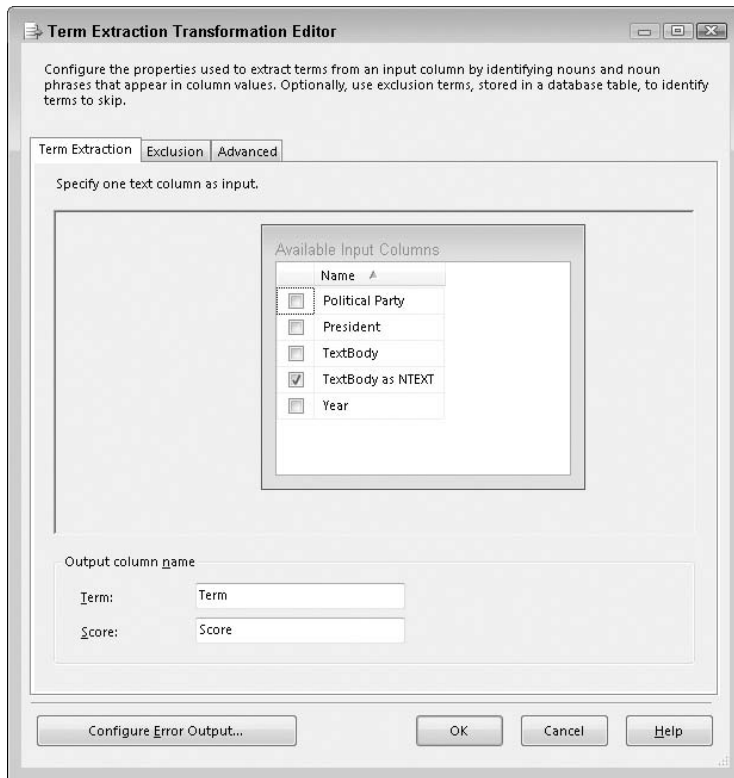 Term Extraction Transformation Editor
Configure the properties used to extract terms from an input column by identifying nouns and noun
phrases that appear in column values. Optionally, use exclusion terms, stored in a database table, to identify
terms to skip.
Term Extraction Exclusion Advanced
Specify one text column as input.
Available Input Columns
Name
Political Party
President
TextBody
TextBody as NTEXT
Year
Output column name
Term: Term
Score: Score
Configure Error Output... OK Cancel Help